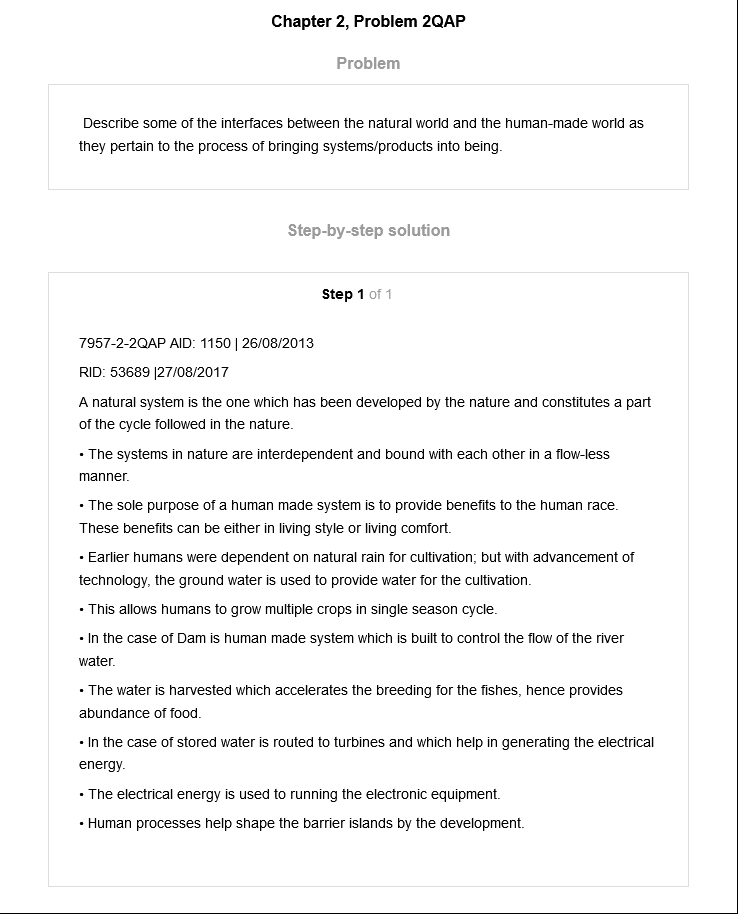 Chapter 2, Problem 2QAP
Problem
Describe some of the interfaces between the natural world and the human-made world as
they pertain to the process of bringing systems/products into being.
Step-by-step solution
Step 1 of 1
7957-2-2QAP AID: 1150 | 26/08/2013
RID: 53689 |27/08/2017
A natural system is the one which has been developed by the nature and constitutes a part
of the cycle followed in the nature.
• The systems in nature are interdependent and bound with each other in a flow-less
manner.
• The sole purpose of a human made system is to provide benefits to the human race.
These benefits can be either in living style or living comfort.
• Earlier humans were dependent on natural rain for cultivation; but with advancement of
technology, the ground water is used to provide water for the cultivation.
• This allows humans to grow multiple crops in single season cycle.
• In the case of Dam is human made system which is built to control the flow of the river
water.
• The water is harvested which accelerates the breeding for the fishes, hence provides
abundance of food.
• In the case of stored water is routed to turbines and which help in generating the electrical
energy.
• The electrical energy is used to running the electronic equipment.
• Human processes help shape the barrier islands by the development.